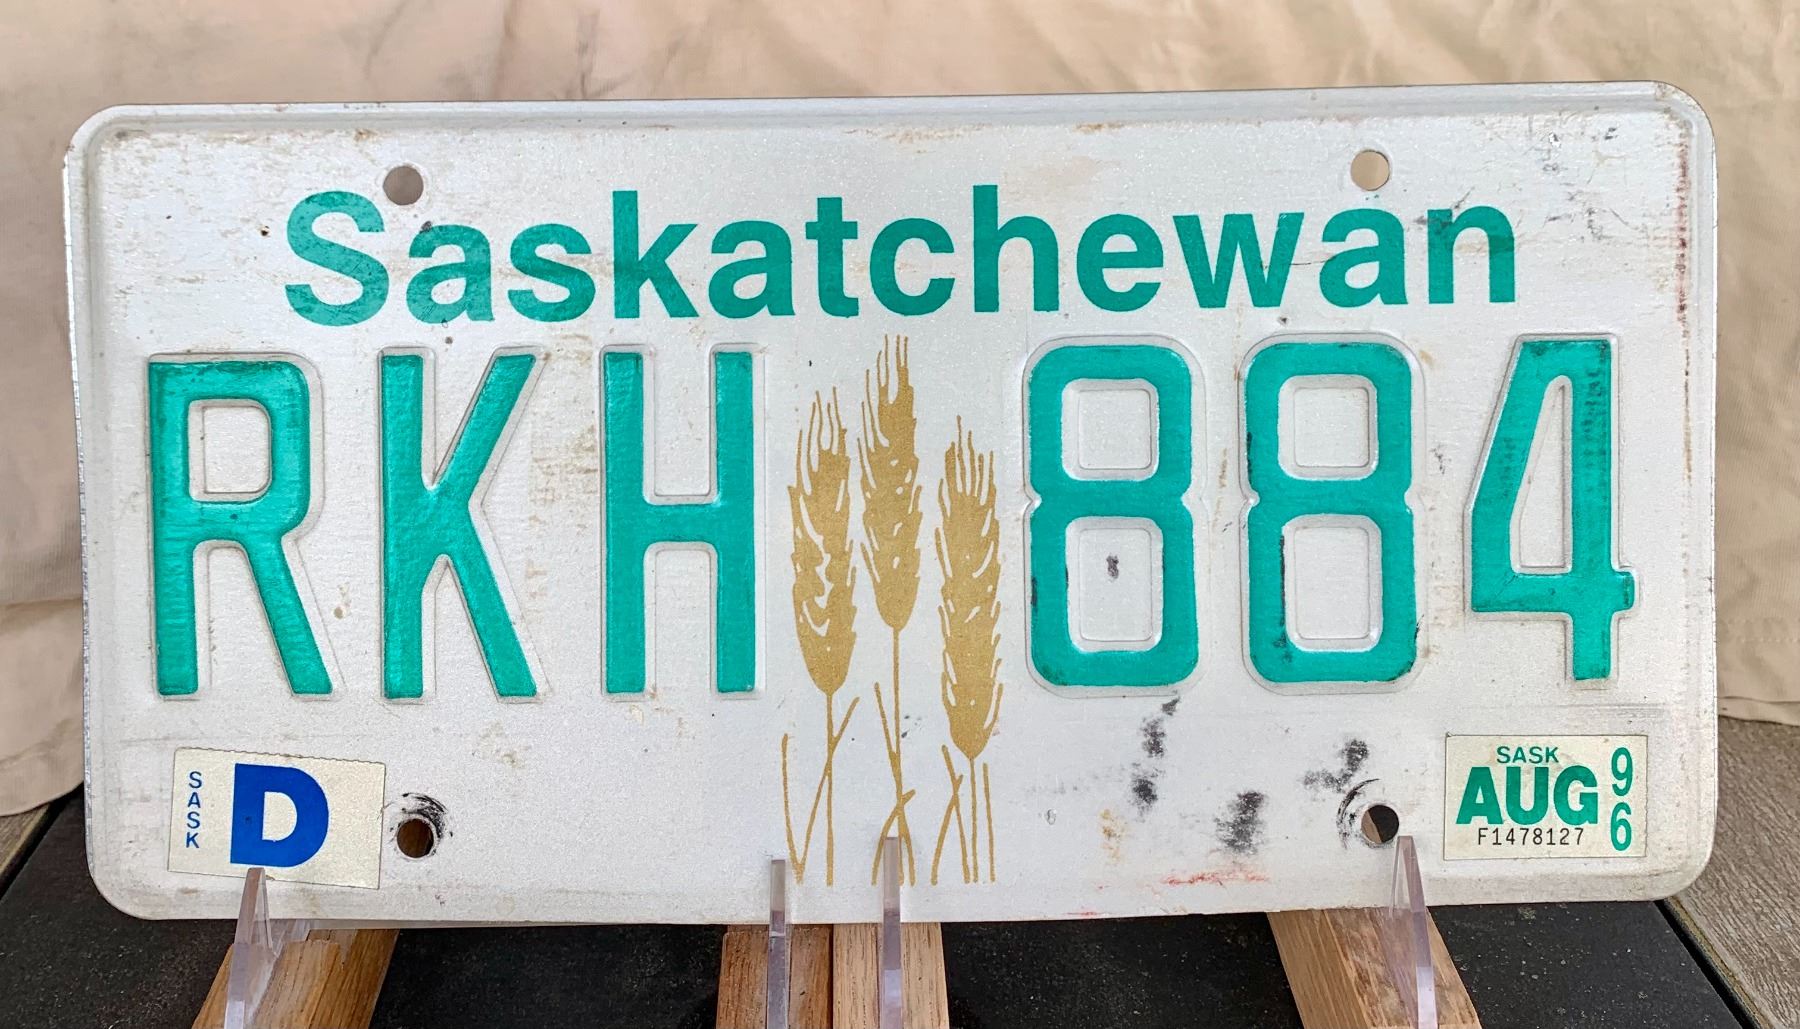 Saskatchewan
RKH 884
SASK
D
SASK
AUG
96
F1478127